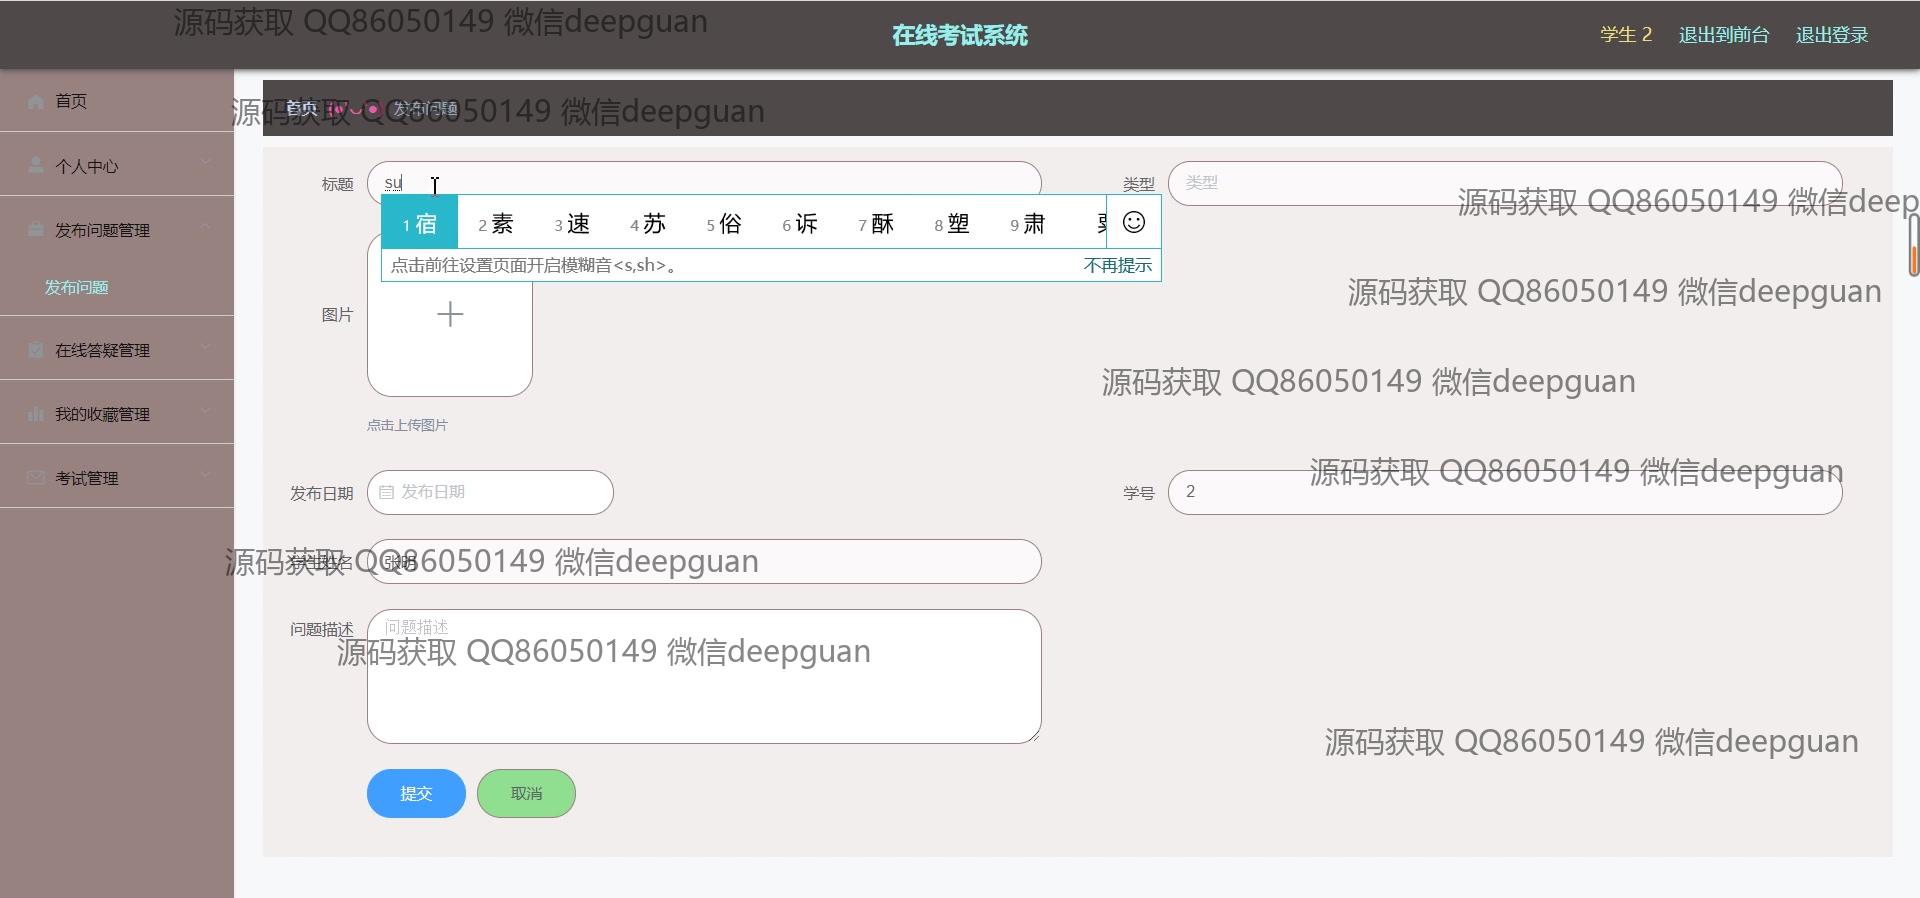 源码获取 QQ86050149 微信deepguan
在线考试系统
学生 2
退出到前台
退出登录
首页
个人中心
发布问题管理
发布问题
在线答疑管理
我的收藏管理
考试管理
首页
发布问题
源码获取 QQ86050149 微信deepguan
标题
su
类型
类型
源码获取 QQ86050149 微信deep
1 宿 2 素 3 速 4 苏 5 俗 6 诉 7 酥 8 塑 9 肃
点击前往设置页面开启模糊音<s,sh>。
不再提示
源码获取 QQ86050149 微信deepguan
图片
点击上传图片
源码获取 QQ86050149 微信deepguan
发布日期
发布日期
学号
2
源码获取 QQ86050149 微信deepguan
学生姓名
张明
源码获取 QQ86050149 微信deepguan
问题描述
问题描述
源码获取 QQ86050149 微信deepguan
源码获取 QQ86050149 微信deepguan
提交
取消